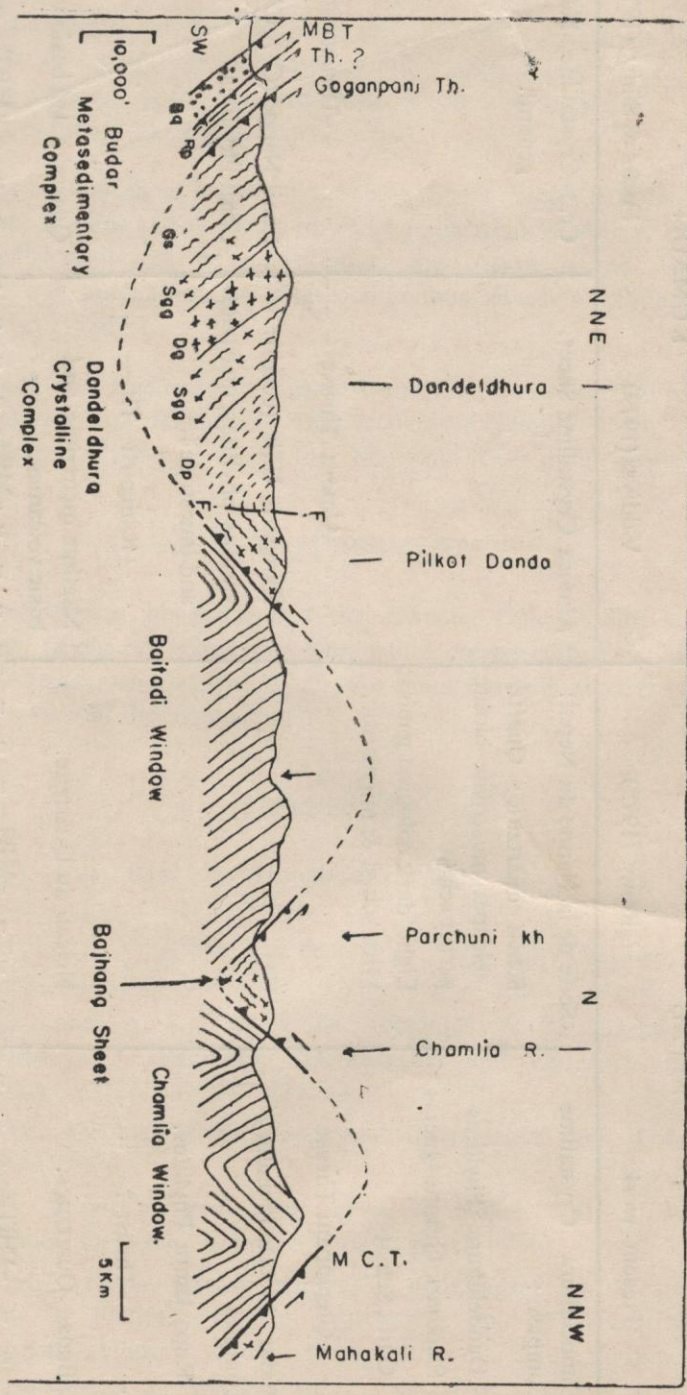 MBT
Th. ?
Goganpani Th.
SW
10,000'
Bq
Rp
Budar
Metasedimentary
Complex
Gs
Sgg
Dg
Sgg
Dp
NNE
Dandeldhura
Dandeldhura
Crystalline
Complex
F
F
Pilkot Danda
Baitadi Window
Parchuni kh
N
Bajhang Sheet
Chamlia R.
Chamlia Window.
M C.T.
5 Km
NNW
Mahakali R.